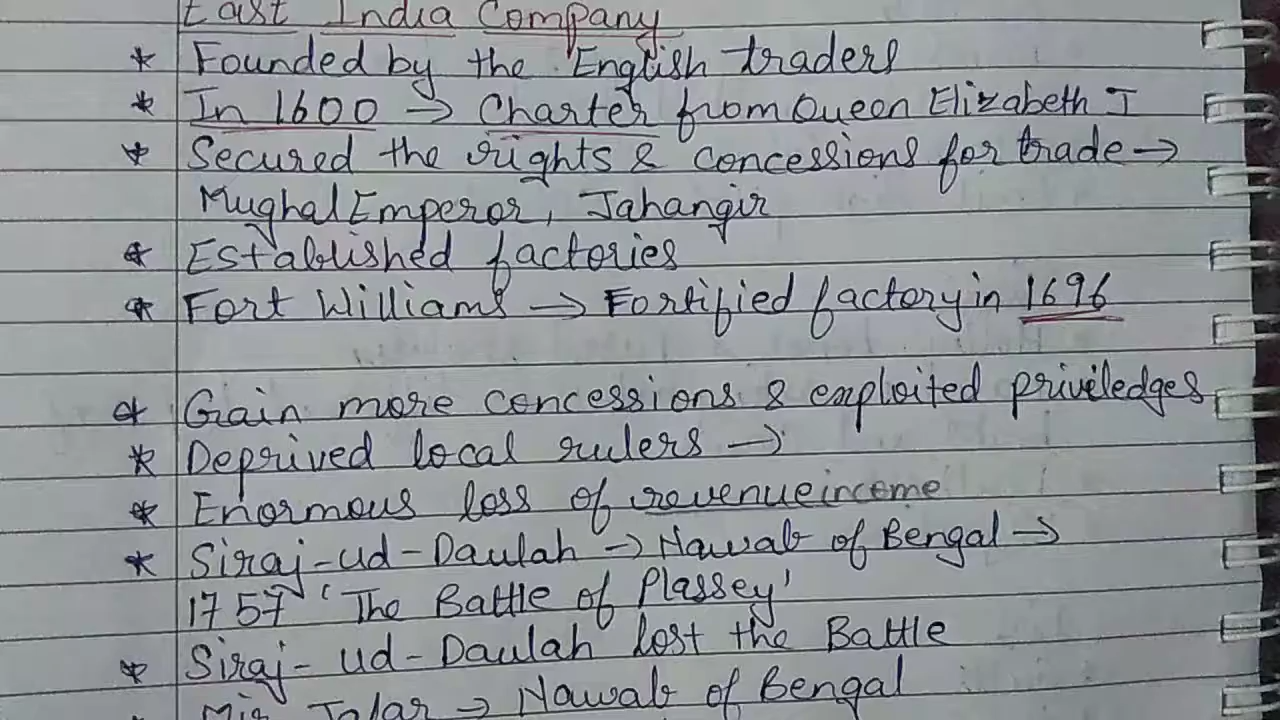 East India Company
* Founded by the English traders
* In 1600 → Charter from Queen Elizabeth I
* Secured the rights & concessions for trade →
Mughal Emperor, Jahangir
* Established factories
* Fort Williams → Fortified factory in 1696
* Gain more concessions & exploited priviledges
* Deprived local rulers →
* Enormous loss of revenue income
* Siraj-ud-Daulah → Nawab of Bengal →
1757 'The Battle of Plassey'
* Siraj-ud-Daulah lost the Battle
* Mir Jafar → Nawab of Bengal